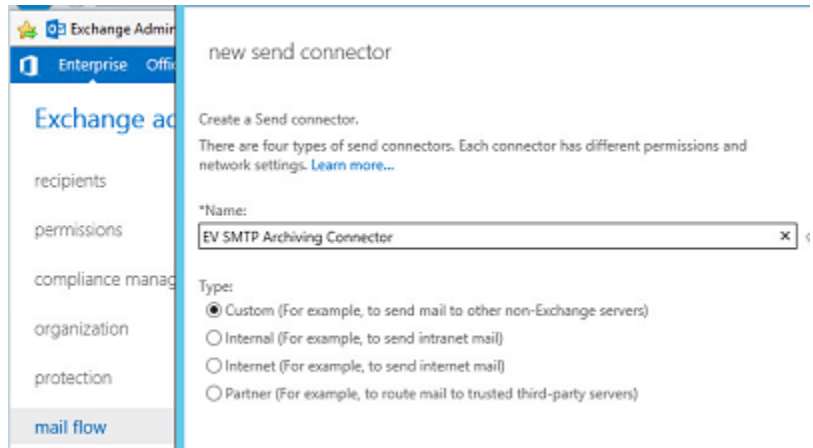 Exchange Admin
Enterprise Offi
Exchange ad
recipients
permissions
compliance manag
organization
protection
mail flow
new send connector
Create a Send connector.
There are four types of send connectors. Each connector has different permissions and
network settings. Learn more...
*Name:
EV SMTP Archiving Connector
Type:
Custom (For example, to send mail to other non-Exchange servers)
Internal (For example, to send intranet mail)
Internet (For example, to send internet mail)
Partner (For example, to route mail to trusted third-party servers)